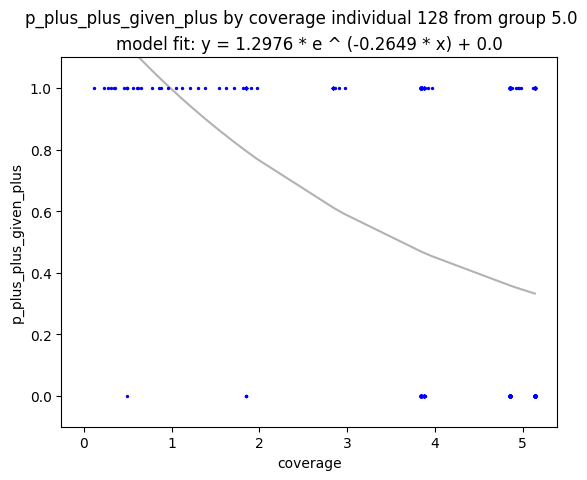 p_plus_plus_given_plus by coverage individual 128 from group 5.0
model fit: y = 1.2976 * e ^ (-0.2649 * x) + 0.0
p_plus_plus_given_plus
1.0
0.8
0.6
0.4
0.2
0.0
0 1 2 3 4 5
coverage